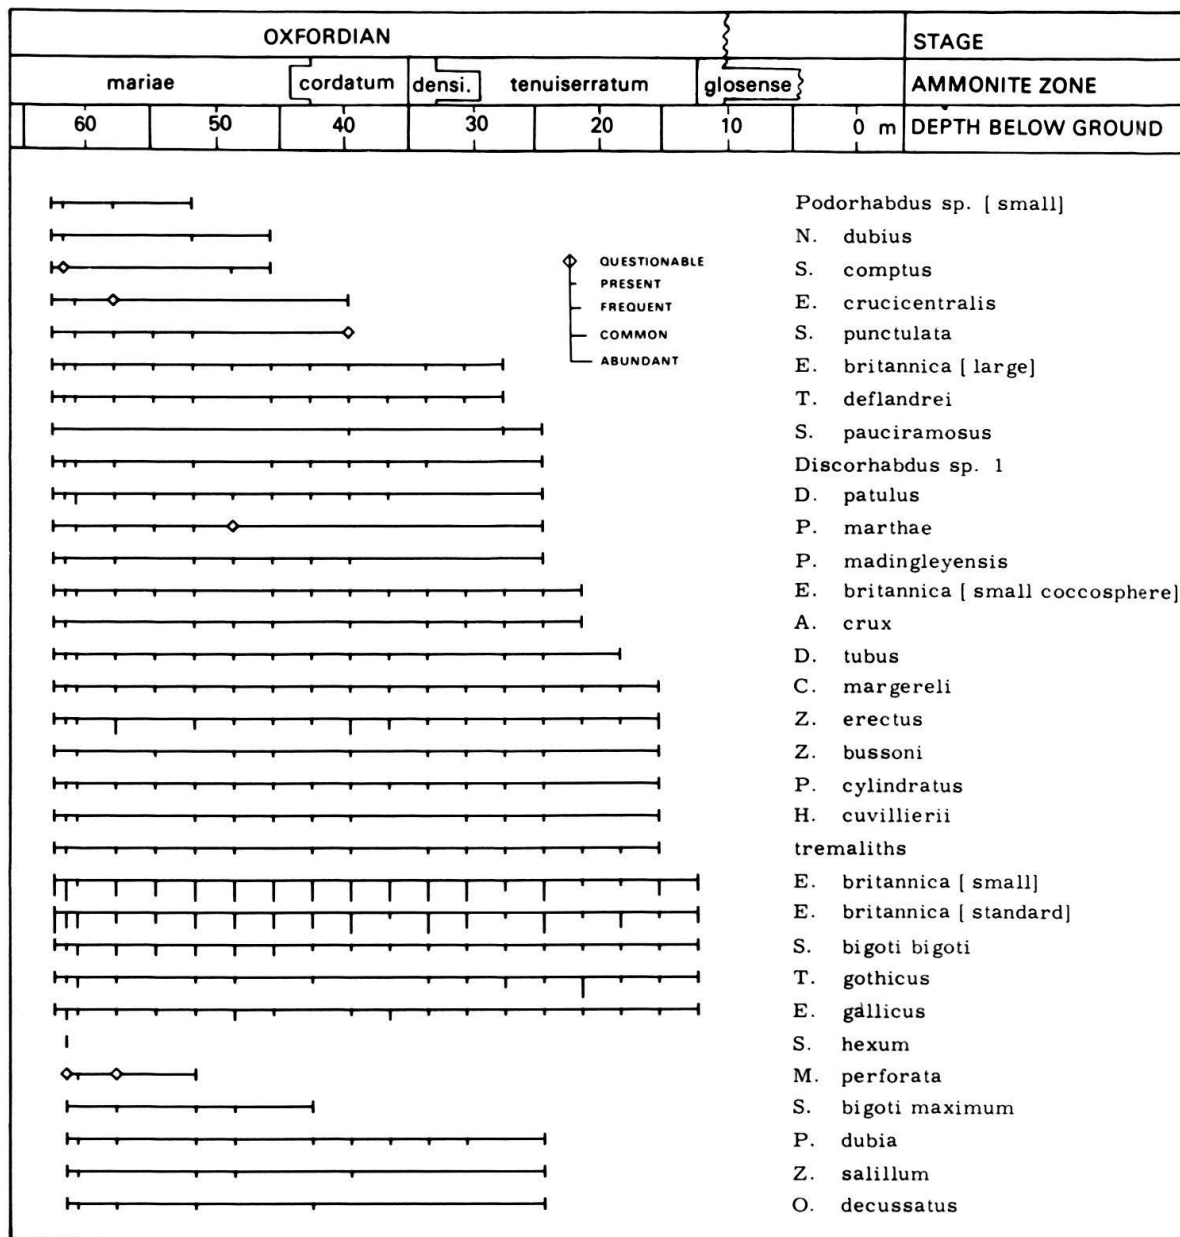 OXFORDIAN STAGE
mariae cordatum densi. tenuiserratum glosense AMMONITE ZONE
60 50 40 30 20 10 0 m DEPTH BELOW GROUND
Podorhabdus sp. [ small]
N. dubius
S. comptus
E. crucicentralis
S. punctulata
E. britannica [ large]
T. deflandrei
S. pauciramosus
Discorhabdus sp. 1
D. patulus
P. marthae
P. madingleyensis
E. britannica [ small coccosphere]
A. crux
D. tubus
C. margereli
Z. erectus
Z. bussoni
P. cylindratus
H. cuvillierii
tremaliths
E. britannica [ small]
E. britannica [ standard]
S. bigoti bigoti
T. gothicus
E. gallicus
S. hexum
M. perforata
S. bigoti maximum
P. dubia
Z. salillum
O. decussatus
QUESTIONABLE
PRESENT
FREQUENT
COMMON
ABUNDANT